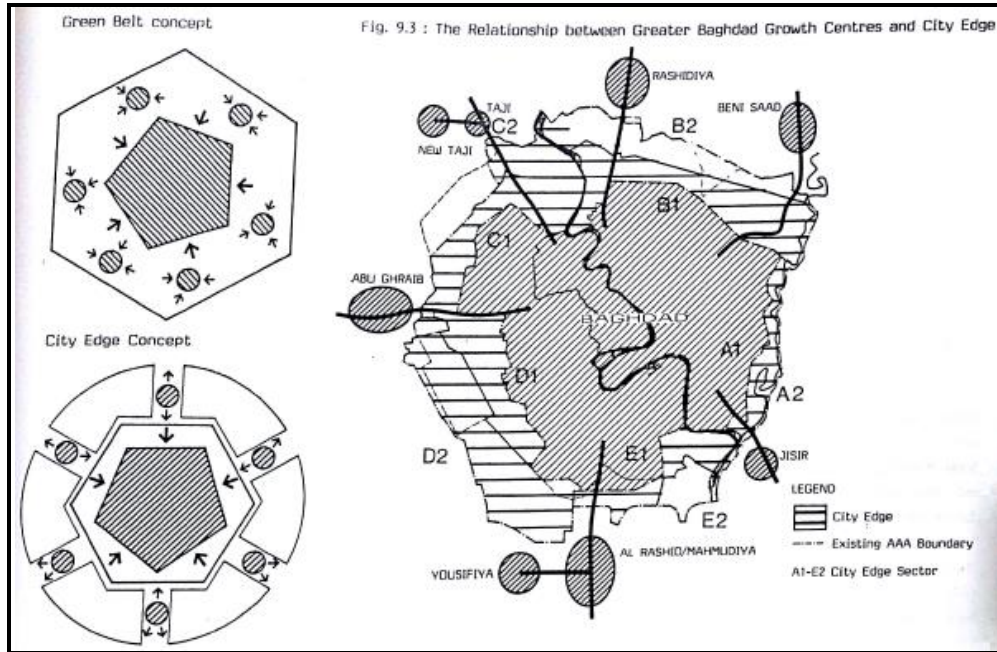 Green Belt concept
Fig. 9.3 : The Relationship between Greater Baghdad Growth Centres and City Edge
RASHIDIYA
TAJI
C2
B2
BENI SAAD
NEW TAJI
B1
C1
ABU GHRAIB
BAGHDAD
City Edge Concept
A1
D1
A2
D2
E1
JISIR
LEGEND
City Edge
E2
AL RASHID/MAHMUDIYA
Existing AAA Boundary
YOUSIFIYA
A1-E2 City Edge Sector